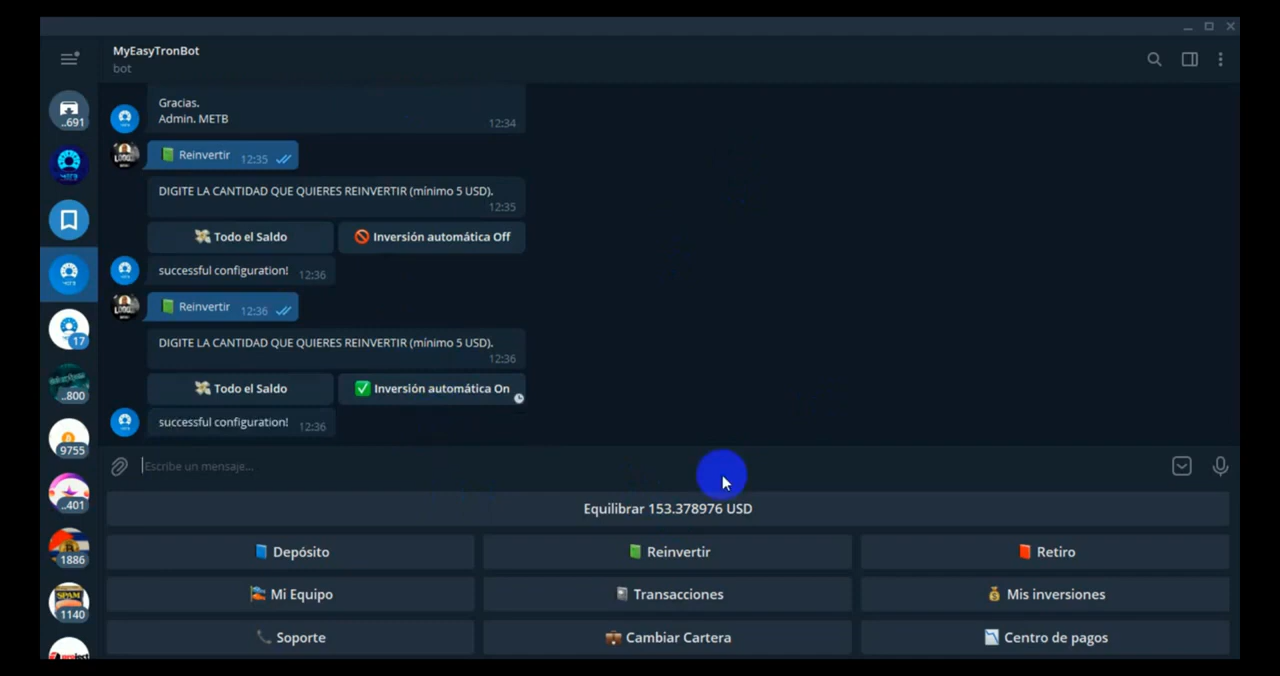 MyEasyTronBot
bot
Gracias.
Admin. METB
12:34
Reinvertir 12:35
DIGITE LA CANTIDAD QUE QUIERES REINVERTIR (mínimo 5 USD).
12:35
Todo el Saldo
Inversión automática Off
successful configuration! 12:36
Reinvertir 12:36
DIGITE LA CANTIDAD QUE QUIERES REINVERTIR (mínimo 5 USD).
12:36
Todo el Saldo
Inversión automática On
successful configuration! 12:36
..691
17
..800
9755
..401
1886
SPAM
1140
Escribe un mensaje...
Equilibrar 153.378976 USD
Depósito
Reinvertir
Retiro
Mi Equipo
Transacciones
Mis inversiones
Soporte
Cambiar Cartera
Centro de pagos